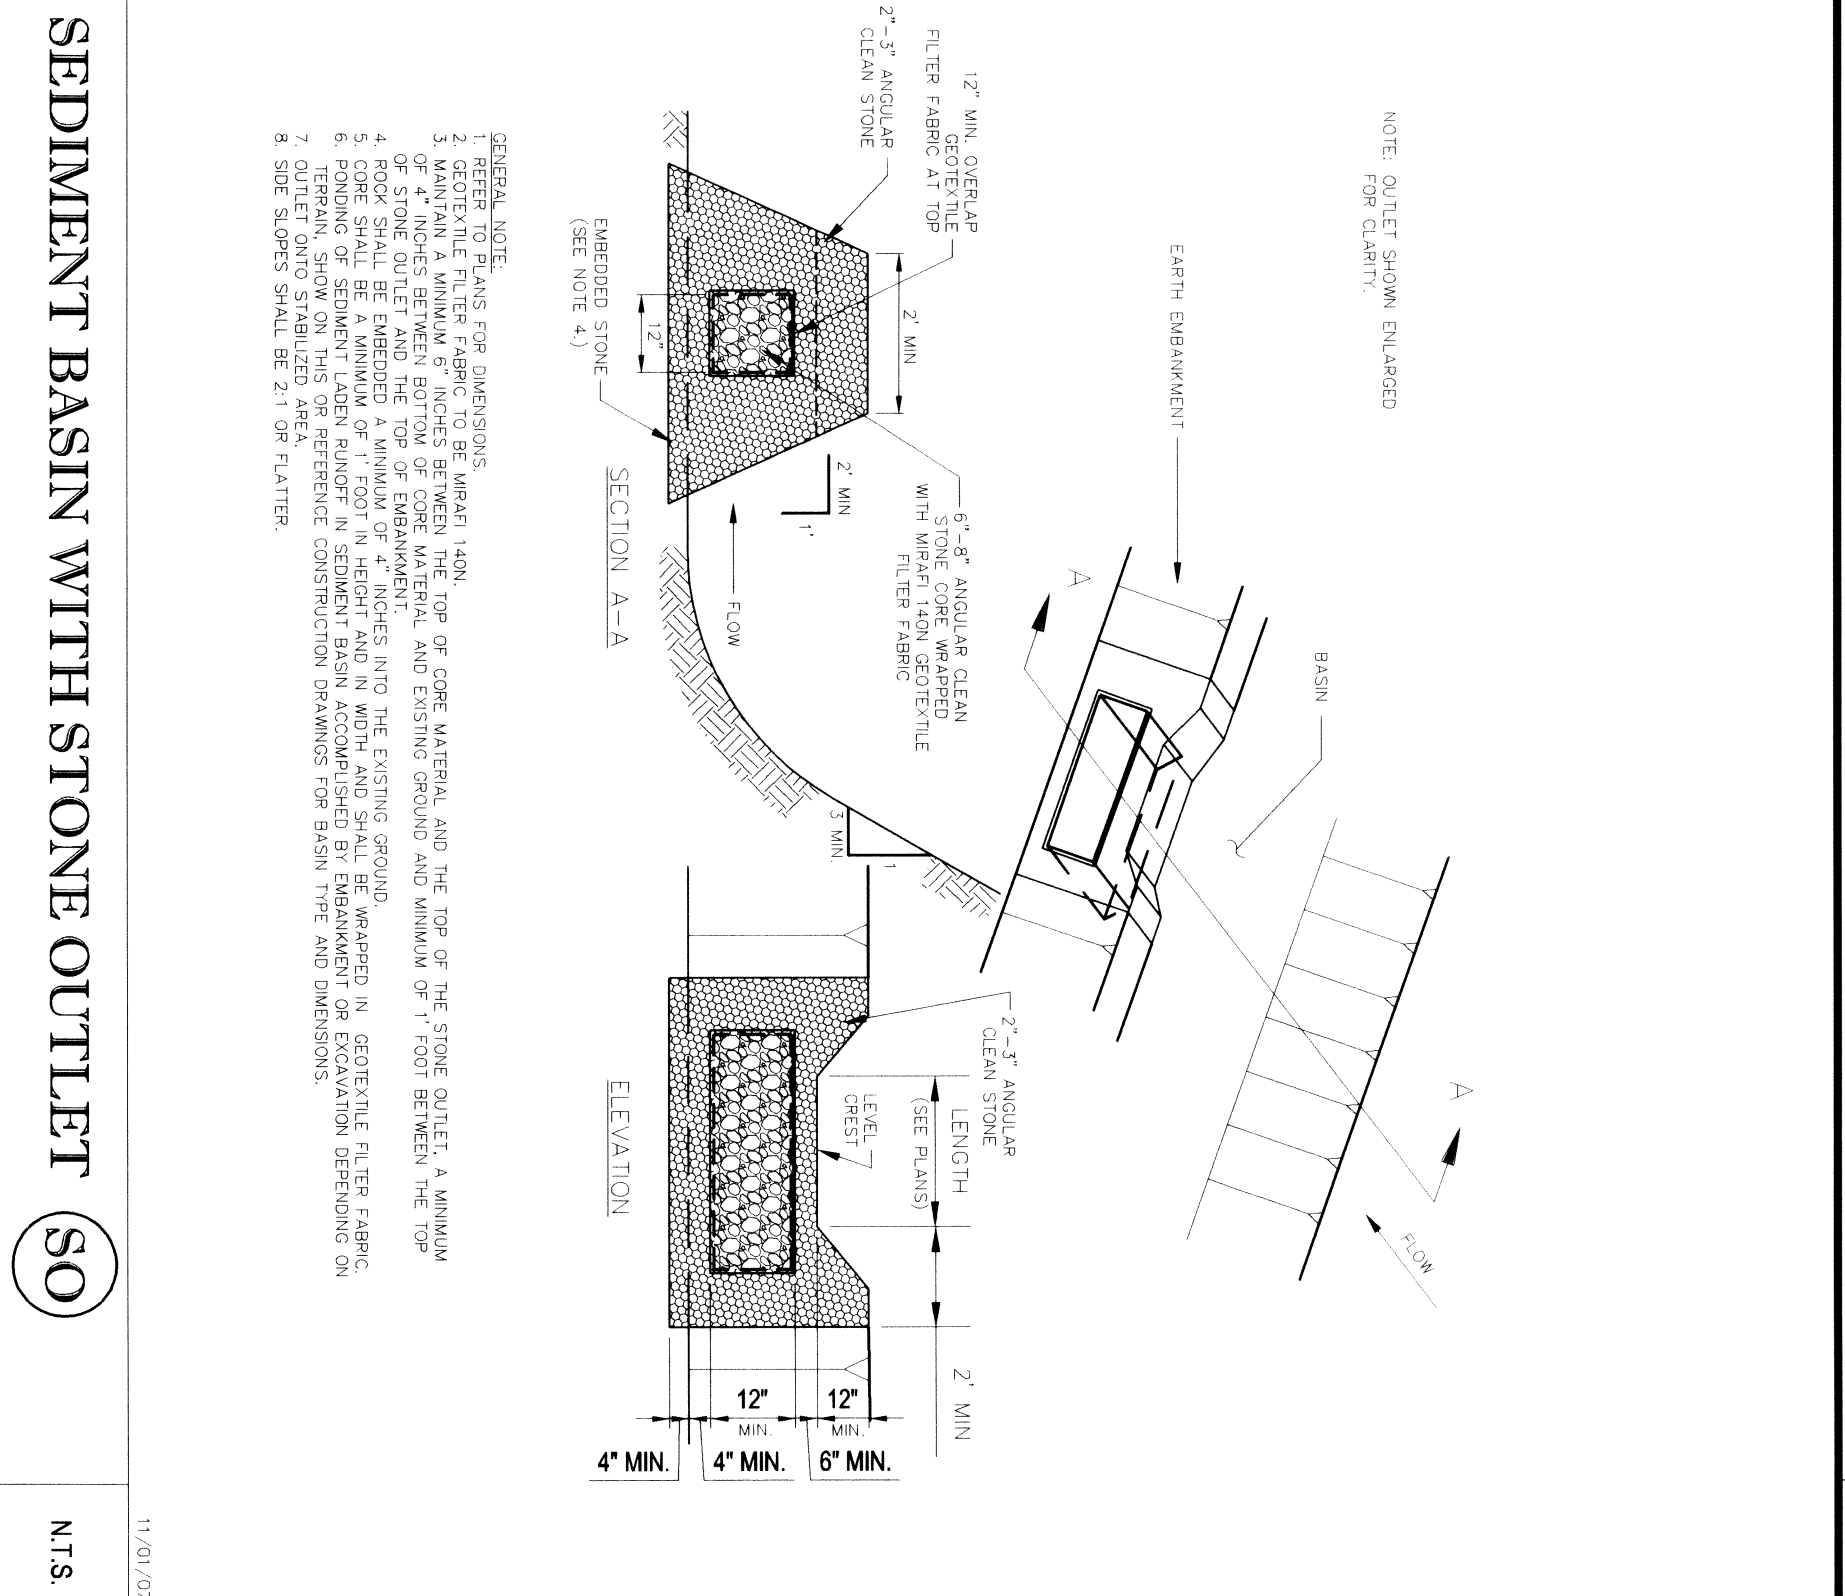 NOTE: OUTLET SHOWN ENLARGED
FOR CLARITY.
EARTH EMBANKMENT
BASIN
A
A
FLOW
12" MIN. OVERLAP
GEOTEXTILE
FILTER FABRIC AT TOP
2"-3" ANGULAR
CLEAN STONE
2' MIN
6"-8" ANGULAR CLEAN
STONE CORE WRAPPED
WITH MIRAFI 140N GEOTEXTILE
FILTER FABRIC
2' MIN
1'
FLOW
12"
EMBEDDED STONE
(SEE NOTE 4.)
SECTION A-A
3 MIN.
1
2"-3" ANGULAR
CLEAN STONE
LENGTH
(SEE PLANS)
LEVEL
CREST
2' MIN
12"
MIN.
12"
MIN.
4" MIN.
4" MIN.
6" MIN.
ELEVATION
GENERAL NOTE:
1. REFER TO PLANS FOR DIMENSIONS.
2. GEOTEXTILE FILTER FABRIC TO BE MIRAFI 140N.
3. MAINTAIN A MINIMUM 6" INCHES BETWEEN THE TOP OF CORE MATERIAL AND THE TOP OF THE STONE OUTLET, A MINIMUM
OF 4" INCHES BETWEEN BOTTOM OF CORE MATERIAL AND EXISTING GROUND AND MINIMUM OF 1' FOOT BETWEEN THE TOP
OF STONE OUTLET AND THE TOP OF EMBANKMENT.
4. ROCK SHALL BE EMBEDDED A MINIMUM OF 4" INCHES INTO THE EXISTING GROUND.
5. CORE SHALL BE A MINIMUM OF 1' FOOT IN HEIGHT AND IN WIDTH AND SHALL BE WRAPPED IN GEOTEXTILE FILTER FABRIC.
6. PONDING OF SEDIMENT LADEN RUNOFF IN SEDIMENT BASIN ACCOMPLISHED BY EMBANKMENT OR EXCAVATION DEPENDING ON
TERRAIN, SHOW ON THIS OR REFERENCE CONSTRUCTION DRAWINGS FOR BASIN TYPE AND DIMENSIONS.
7. OUTLET ONTO STABILIZED AREA.
8. SIDE SLOPES SHALL BE 2:1 OR FLATTER.
11/01/07
SEDIMENT BASIN WITH STONE OUTLET SO
N.T.S.